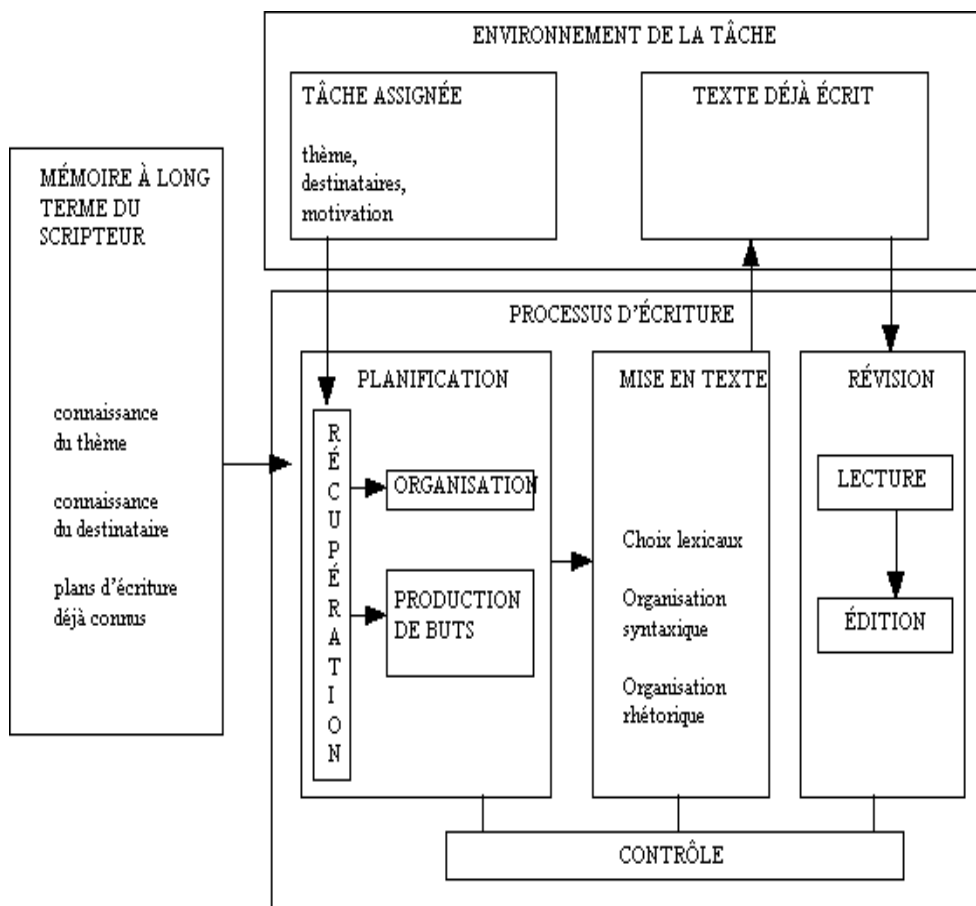 ENVIRONNEMENT DE LA TÂCHE
TÂCHE ASSIGNÉE
thème,
destinataires,
motivation
TEXTE DÉJÀ ÉCRIT
MÉMOIRE À LONG
TERME DU
SCRIPTEUR
connaissance
du thème
connaissance
du destinataire
plans d'écriture
déjà connus
PROCESSUS D'ÉCRITURE
PLANIFICATION
RÉCUPÉRATION
ORGANISATION
PRODUCTION
DE BUTS
MISE EN TEXTE
Choix lexicaux
Organisation
syntaxique
Organisation
rhétorique
RÉVISION
LECTURE
ÉDITION
CONTRÔLE